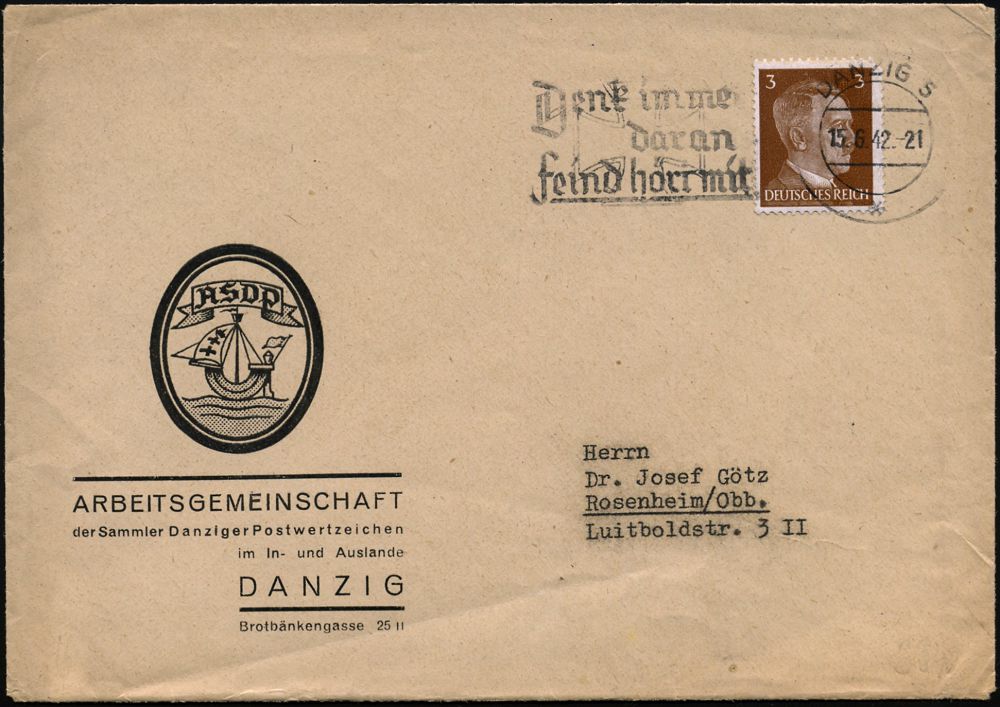 Denk imme
daran
feind hört mit
3 3
DEUTSCHES REICH
DANZIG 5
15.6.42.-21
*
ASDP
ARBEITSGEMEINSCHAFT
der Sammler Danziger Postwertzeichen
im In- und Auslande
DANZIG
Brotbänkengasse 25 II
Herrn
Dr. Josef Götz
Rosenheim/Obb.
Luitboldstr. 3 II